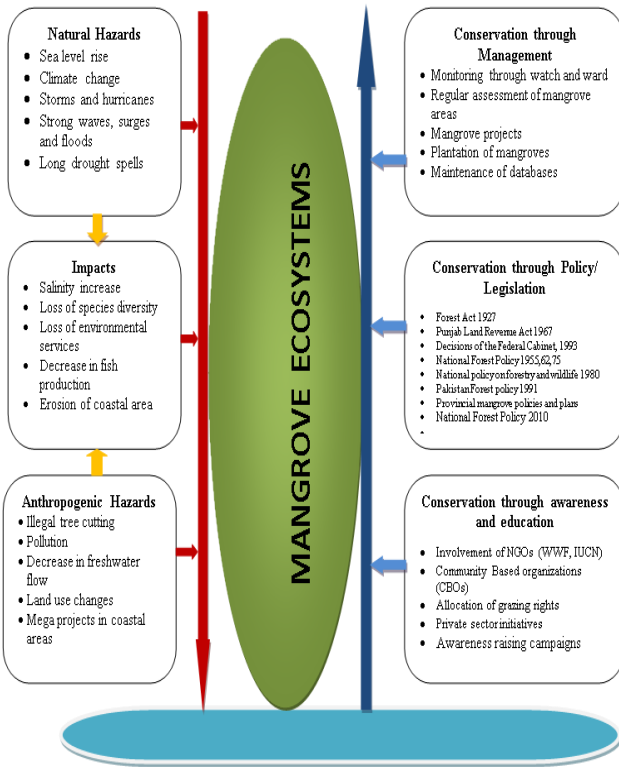 Natural Hazards
• Sea level rise
• Climate change
• Storms and hurricanes
• Strong waves, surges
and floods
• Long drought spells
Impacts
• Salinity increase
• Loss of species diversity
• Loss of environmental
services
• Decrease in fish
production
• Erosion of coastal area
Anthropogenic Hazards
• Illegal tree cutting
• Pollution
• Decrease in freshwater
flow
• Land use changes
• Mega projects in coastal
areas
MANGROVE ECOSYSTEMS
Conservation through
Management
• Monitoring through watch and ward
• Regular assessment of mangrove
areas
• Mangrove projects
• Plantation of mangroves
• Maintenance of databases
Conservation through Policy/
Legislation
• Forest Act 1927
• Punjab Land Revenue Act 1967
• Decisions of the Federal Cabinet, 1993
• National Forest Policy 1955,62,75
• National policy on forestry and wildlife 1980
• Pakistan Forest policy 1991
• Provincial mangrove policies and plans
• National Forest Policy 2010
•
Conservation through awareness
and education
• Involvement of NGOs (WWF, IUCN)
• Community Based organizations
(CBOs)
• Allocation of grazing rights
• Private sector initiatives
• Awareness raising campaigns